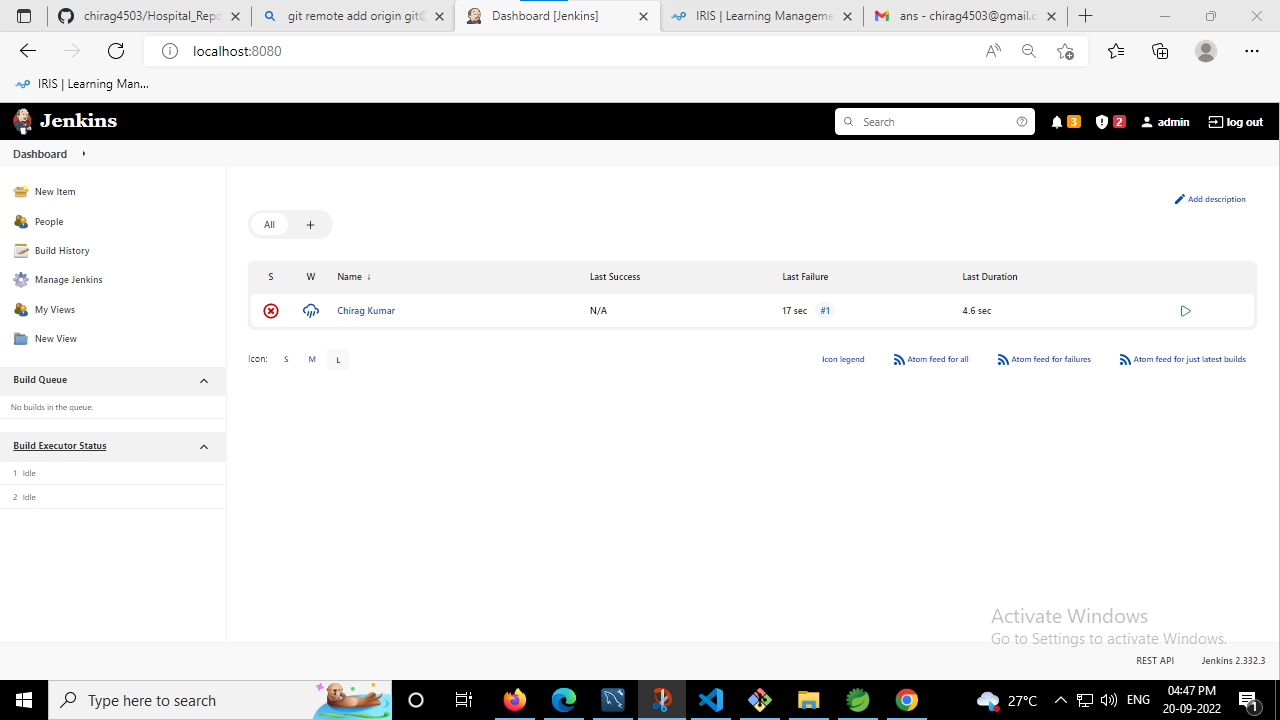 chirag4503/Hospital_Repo
git remote add origin git@
Dashboard [Jenkins]
IRIS | Learning Manageme
ans - chirag4503@gmail.c
localhost:8080
IRIS | Learning Man...
Jenkins
Search
3
2
admin
log out
Dashboard
New Item
People
Build History
Manage Jenkins
My Views
New View
Build Queue
No builds in the queue.
Build Executor Status
1 Idle
2 Idle
Add description
All +
S W Name ↓ Last Success Last Failure Last Duration
Chirag Kumar N/A 17 sec #1 4.6 sec
Icon: S M L
Icon legend
Atom feed for all
Atom feed for failures
Atom feed for just latest builds
Activate Windows
Go to Settings to activate Windows.
REST API
Jenkins 2.332.3
Type here to search
27°C
ENG
04:47 PM
20-09-2022
1